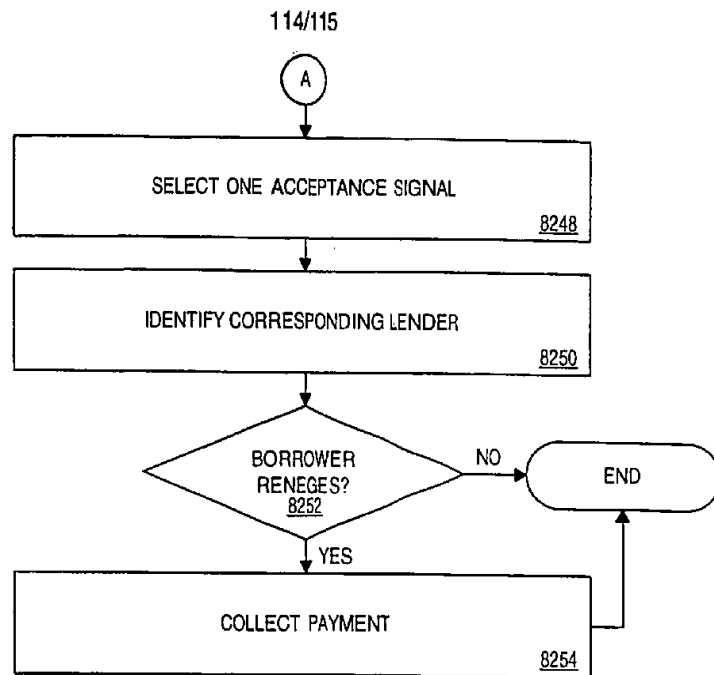 114/115
A
SELECT ONE ACCEPTANCE SIGNAL
8248
IDENTIFY CORRESPONDING LENDER
8250
BORROWER
RENEGES?
8252
NO
END
YES
COLLECT PAYMENT
8254